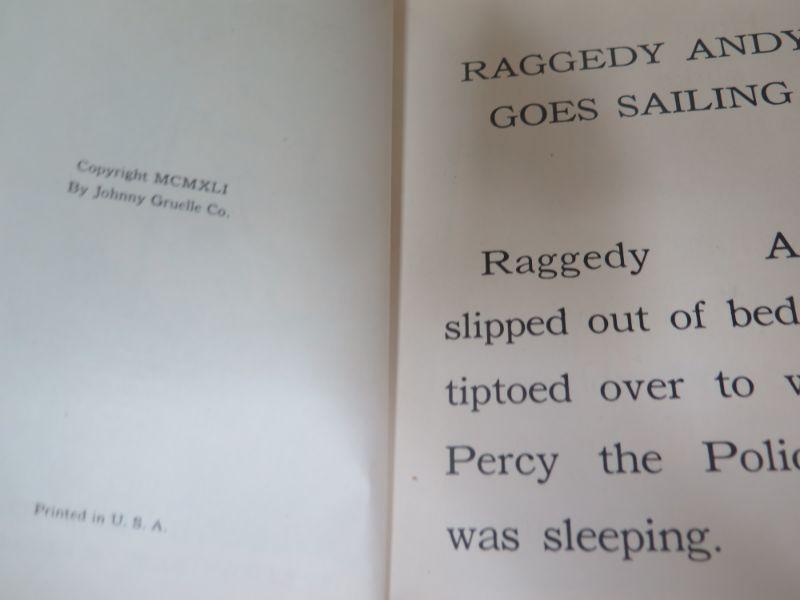 Copyright MCMXLI
By Johnny Gruelle Co.
Printed in U. S. A.
RAGGEDY ANDY
GOES SAILING
Raggedy A
slipped out of bed
tiptoed over to w
Percy the Polic
was sleeping.